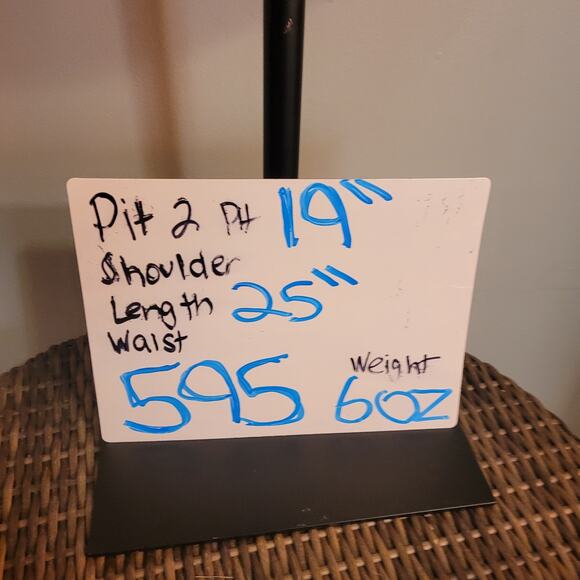 Pit 2 Pit 19"
Shoulder
Length 25"
Waist
595
Weight
6oz